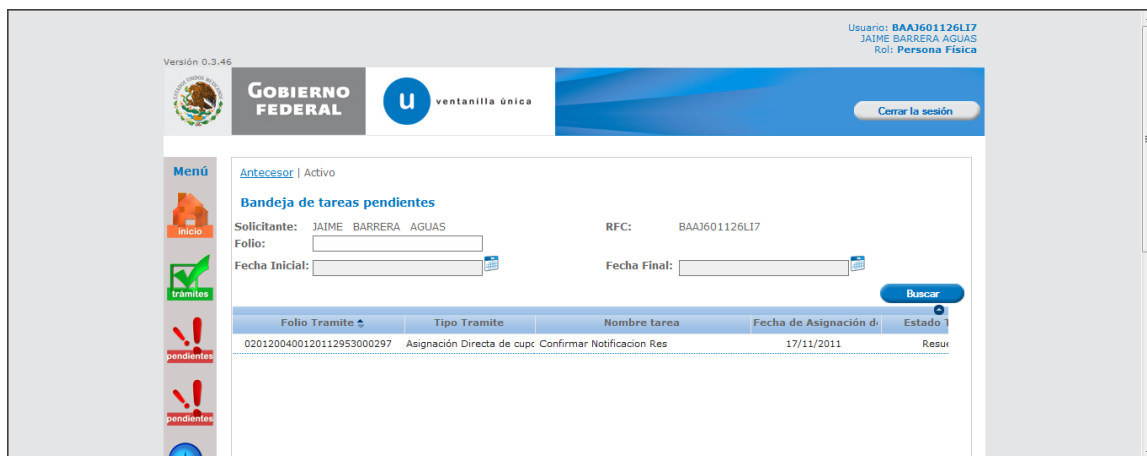 Usuario: BAAJ601126LI7
JAIME BARRERA AGUAS
Rol: Persona Física
Versión 0.3.46
GOBIERNO
FEDERAL
u ventanilla única
Cerrar la sesión
Menú
Antecesor | Activo
Bandeja de tareas pendientes
Solicitante: JAIME BARRERA AGUAS RFC: BAAJ601126LI7
Folio:
Fecha Inicial: Fecha Final:
Buscar
Folio Tramite Tipo Tramite Nombre tarea Fecha de Asignación d Estado T
0201200400120112953000297 Asignación Directa de cupo Confirmar Notificacion Res 17/11/2011 Resue
inicio
trámites
pendientes
pendientes